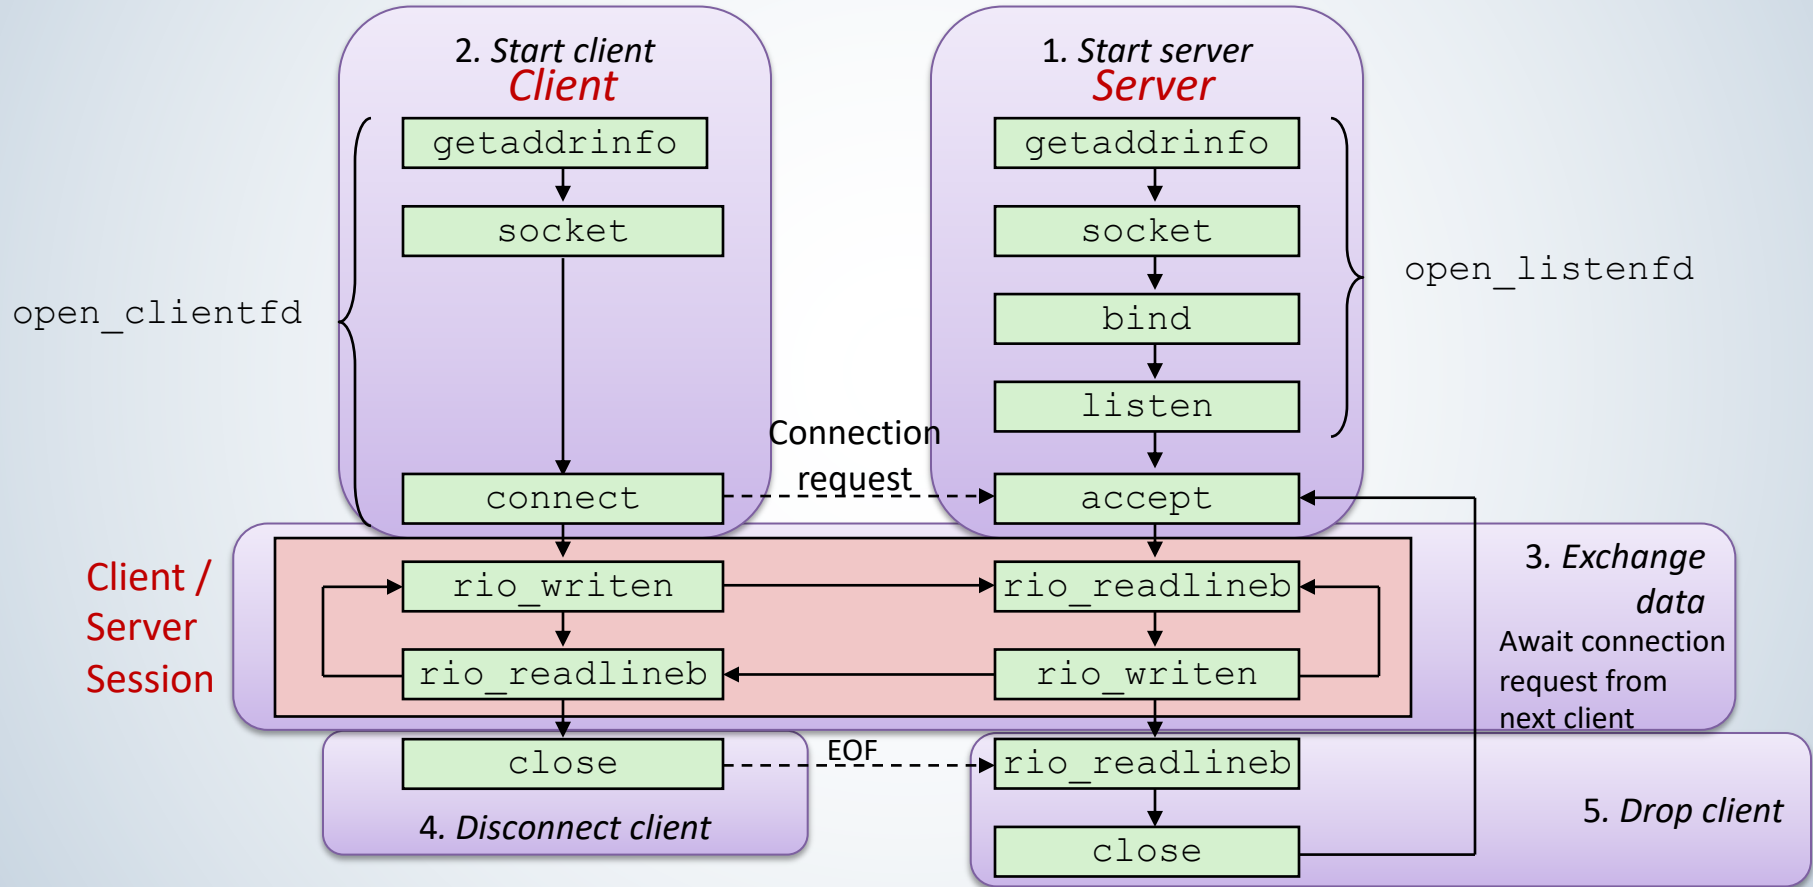 2. Start client
Client
getaddrinfo
socket
open_clientfd
connect
1. Start server
Server
getaddrinfo
socket
bind
listen
open_listenfd
Connection
request
accept
Client /
Server
Session
rio_writen
rio_readlineb
rio_readlineb
rio_writen
3. Exchange
data
Await connection
request from
next client
close
EOF
rio_readlineb
4. Disconnect client
close
5. Drop client